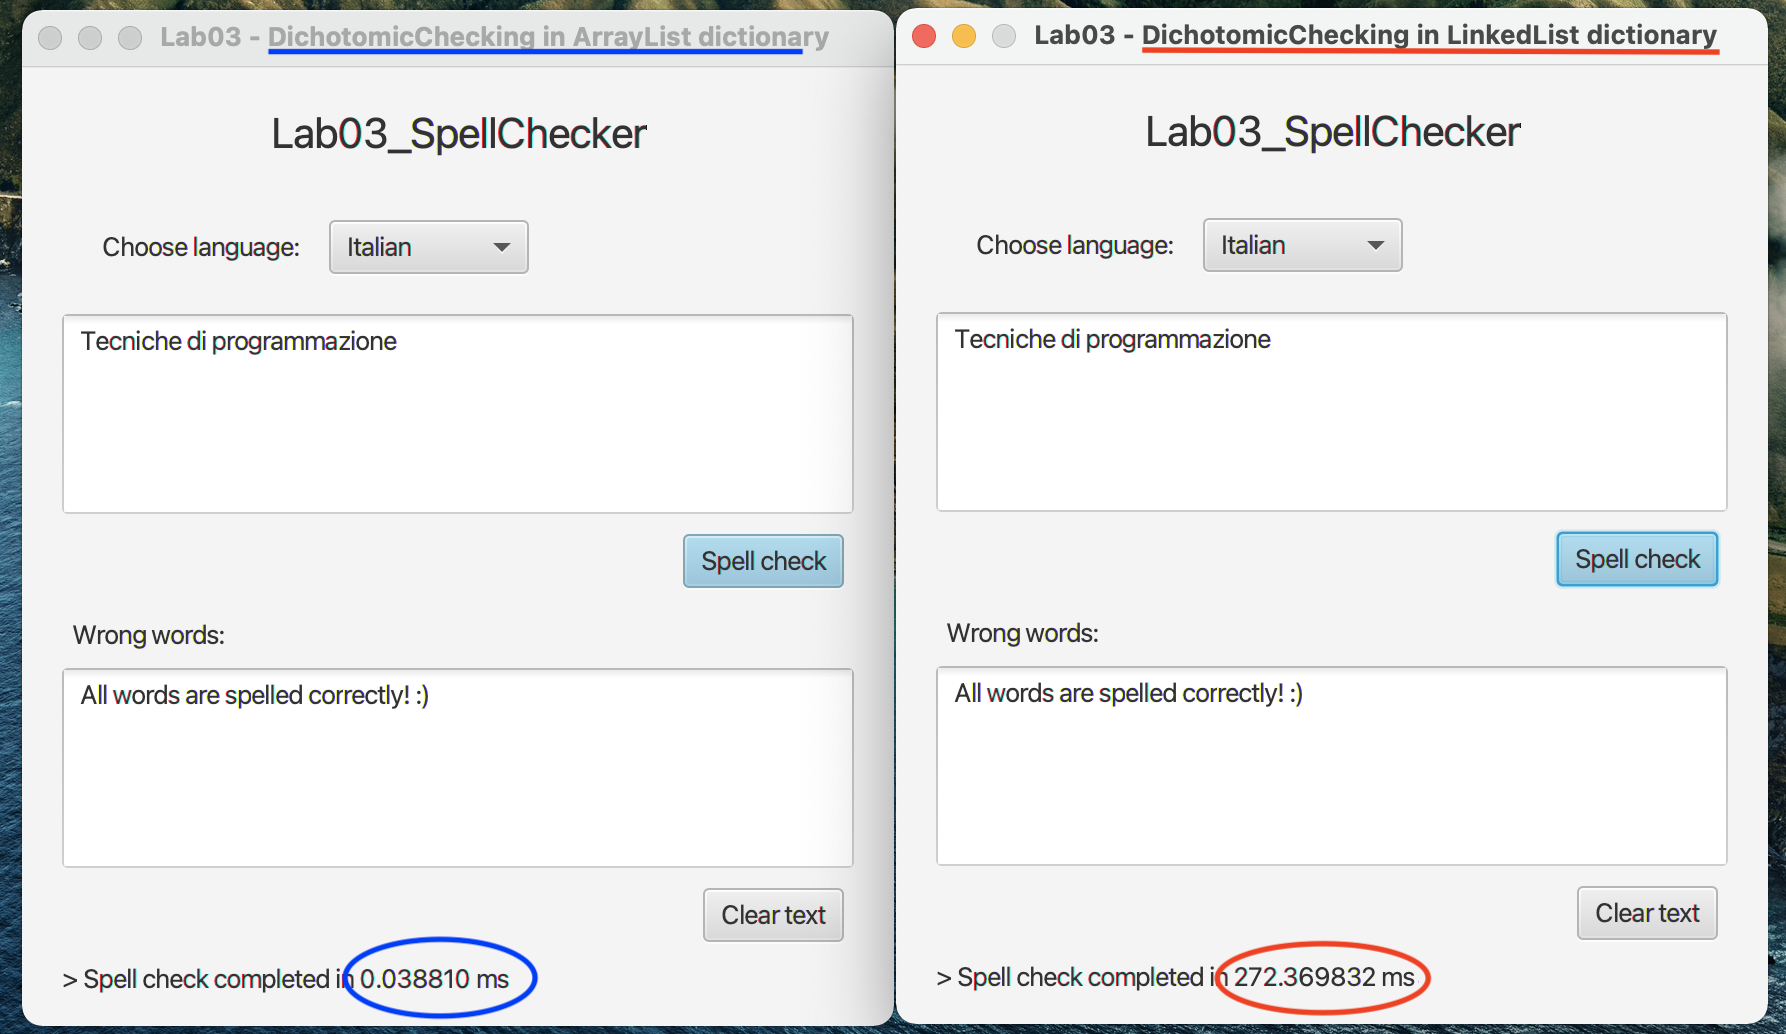 Lab03 - DichotomicChecking in ArrayList dictionary
Lab03_SpellChecker
Choose language: Italian
Tecniche di programmazione
Spell check
Wrong words:
All words are spelled correctly! :)
Clear text
> Spell check completed in 0.038810 ms
Lab03 - DichotomicChecking in LinkedList dictionary
Lab03_SpellChecker
Choose language: Italian
Tecniche di programmazione
Spell check
Wrong words:
All words are spelled correctly! :)
Clear text
> Spell check completed in 272.369832 ms